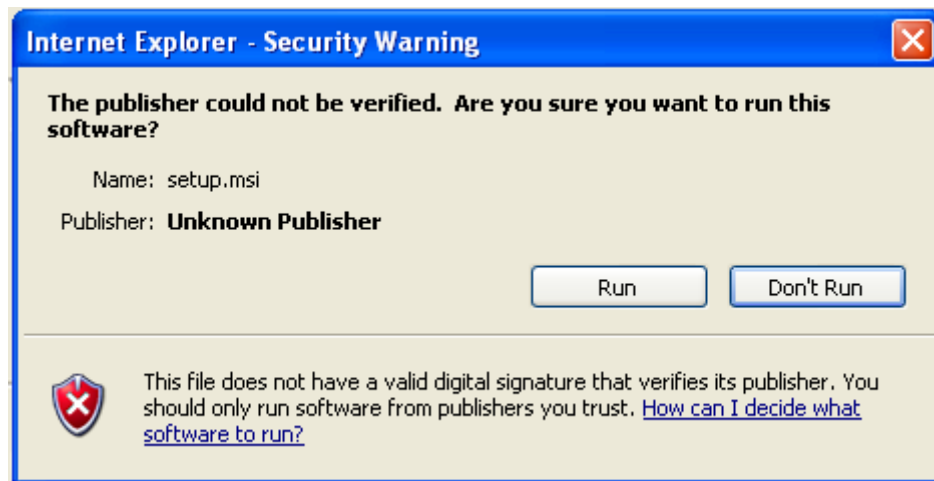 Internet Explorer - Security Warning
The publisher could not be verified.  Are you sure you want to run this
software?
Name: setup.msi
Publisher: Unknown Publisher
Run
Don't Run
This file does not have a valid digital signature that verifies its publisher. You
should only run software from publishers you trust. How can I decide what
software to run?